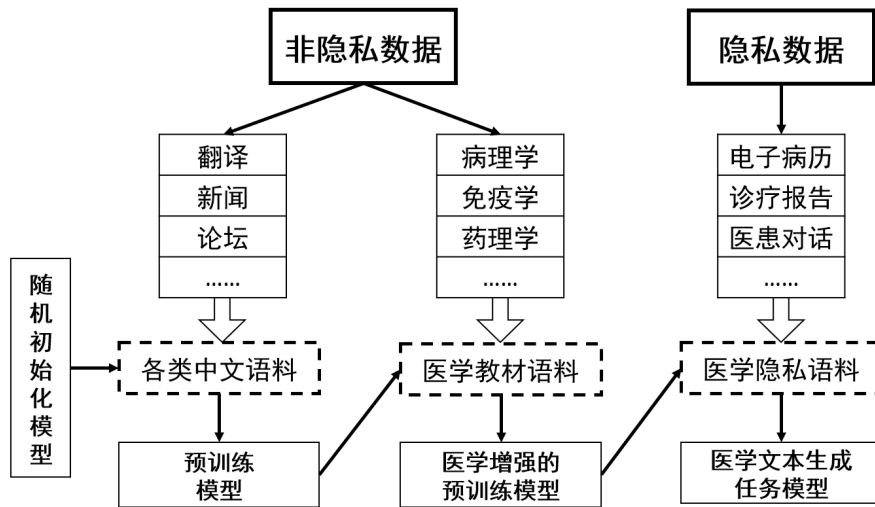 非隐私数据
隐私数据
翻译
新闻
论坛
……
病理学
免疫学
药理学
……
电子病历
诊疗报告
医患对话
……
随机初始化模型
各类中文语料
医学教材语料
医学隐私语料
预训练
模型
医学增强的
预训练模型
医学文本生成
任务模型